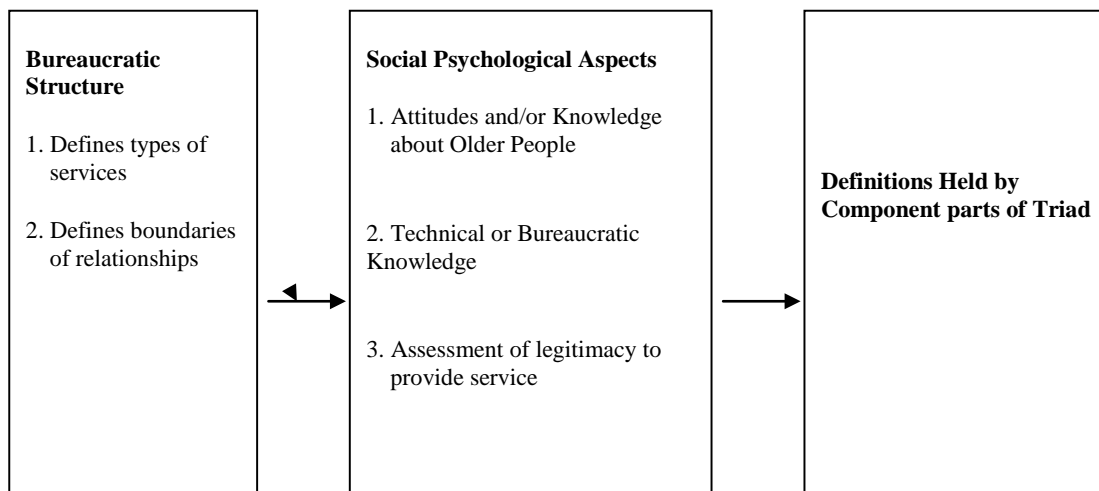 Bureaucratic
Structure
1. Defines types of
services
2. Defines boundaries
of relationships
Social Psychological Aspects
1. Attitudes and/or Knowledge
about Older People
2. Technical or Bureaucratic
Knowledge
3. Assessment of legitimacy to
provide service
Definitions Held by
Component parts of Triad